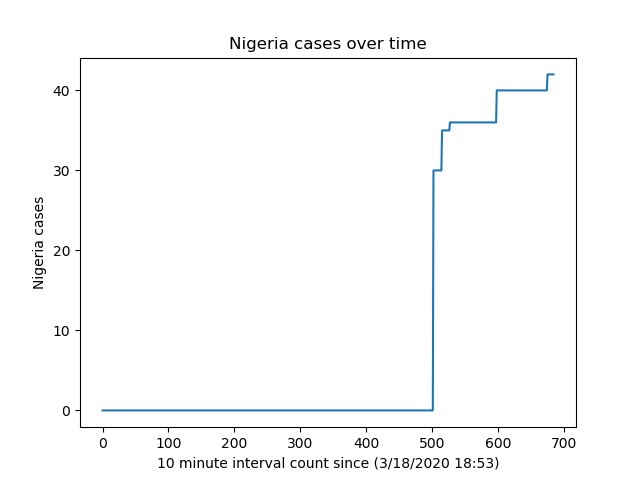 Nigeria cases over time
40
30
20
10
0
Nigeria cases
0 100 200 300 400 500 600 700
10 minute interval count since (3/18/2020 18:53)